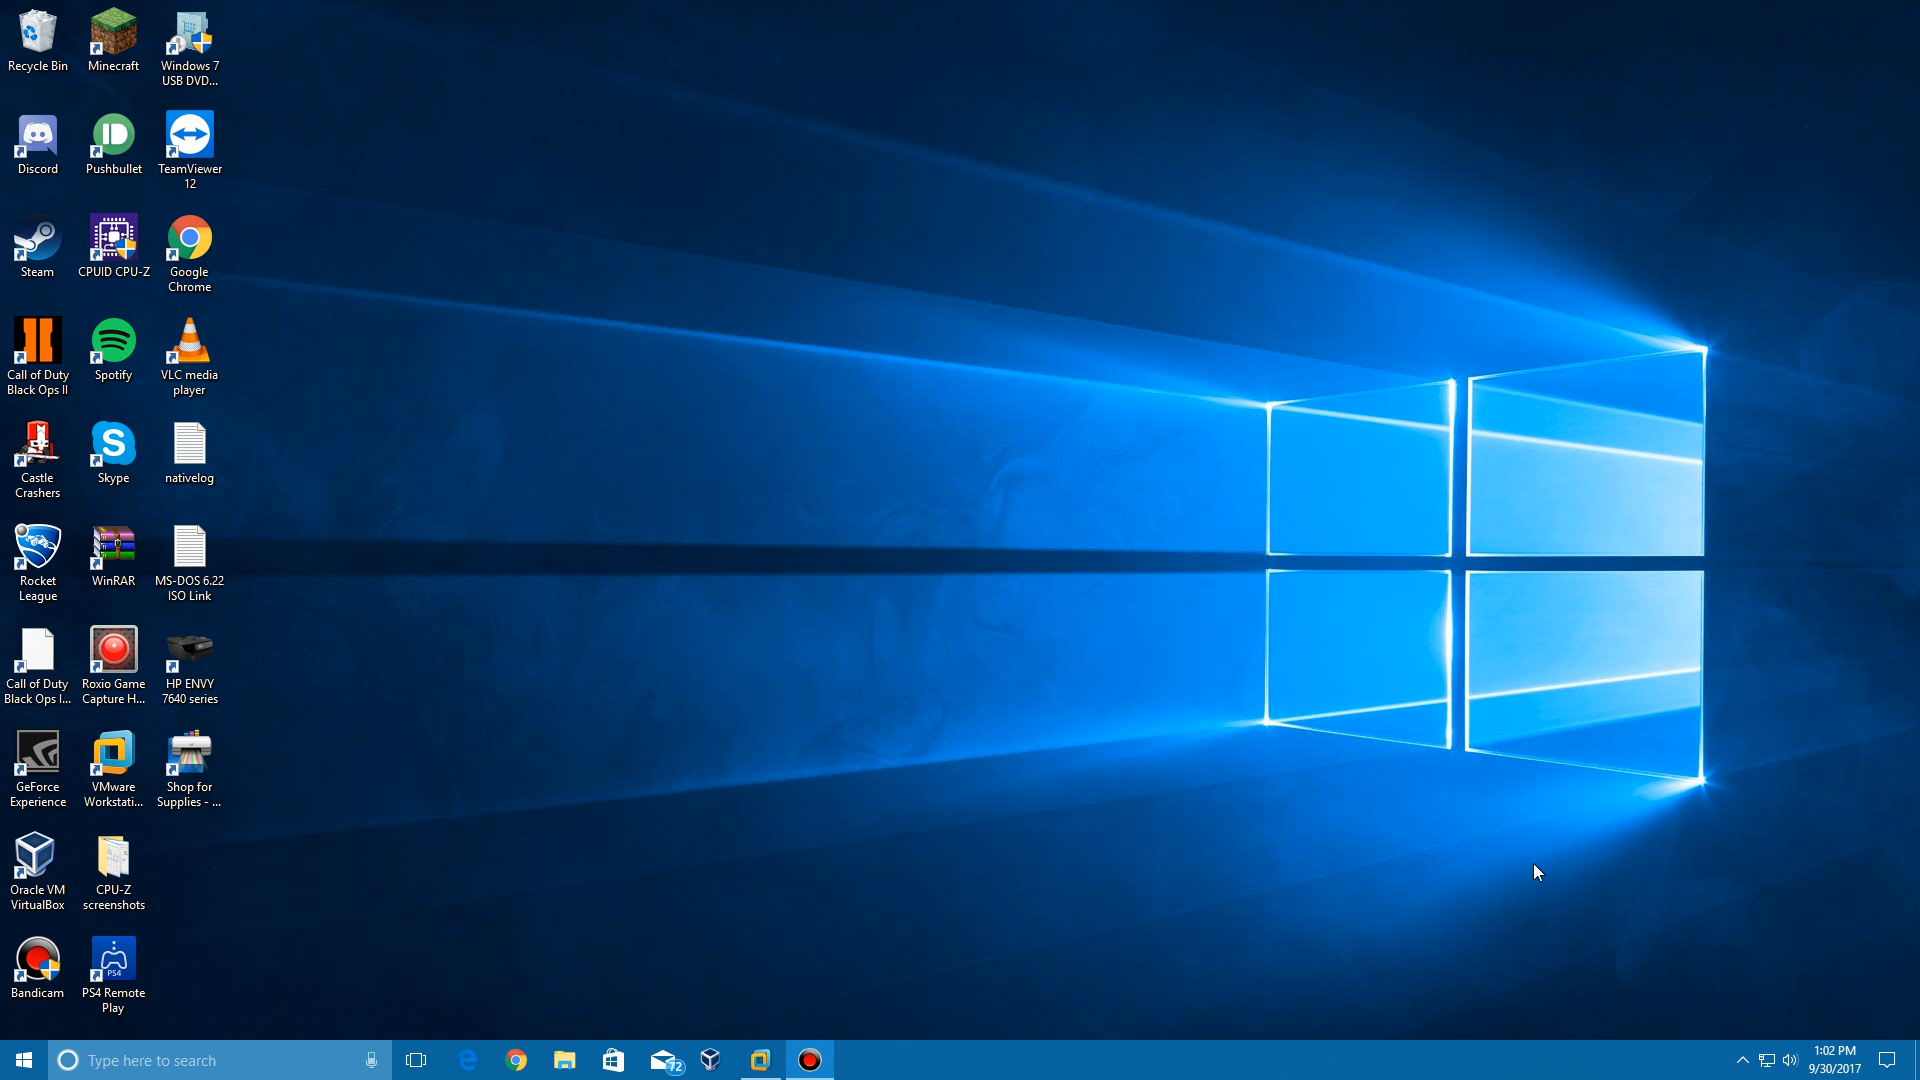 Recycle Bin
Minecraft
Windows 7
USB DVD...
Discord
Pushbullet
TeamViewer
12
Steam
CPUID CPU-Z
Google
Chrome
Call of Duty
Black Ops II
Spotify
VLC media
player
Castle
Crashers
Skype
nativelog
Rocket
League
WinRAR
MS-DOS 6.22
ISO Link
Call of Duty
Black Ops I...
Roxio Game
Capture H...
HP ENVY
7640 series
GeForce
Experience
VMware
Workstati...
Shop for
Supplies - ...
Oracle VM
VirtualBox
CPU-Z
screenshots
Bandicam
PS4
PS4 Remote
Play
Type here to search
72
1:02 PM
9/30/2017